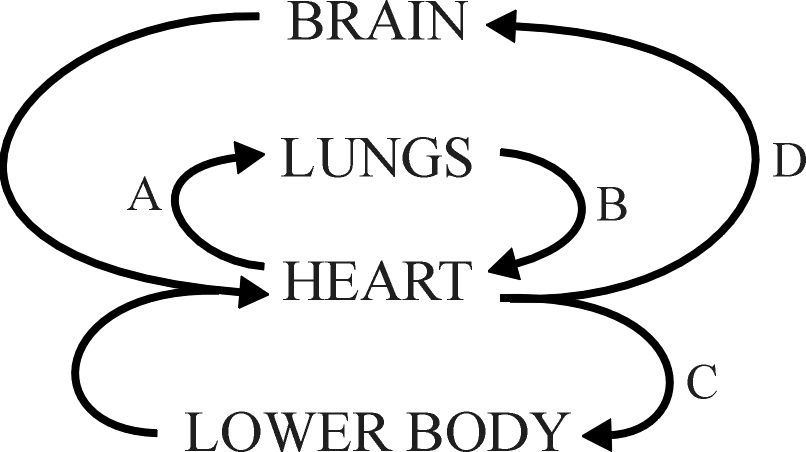 BRAIN
LUNGS
D
A
B
HEART
C
LOWER BODY